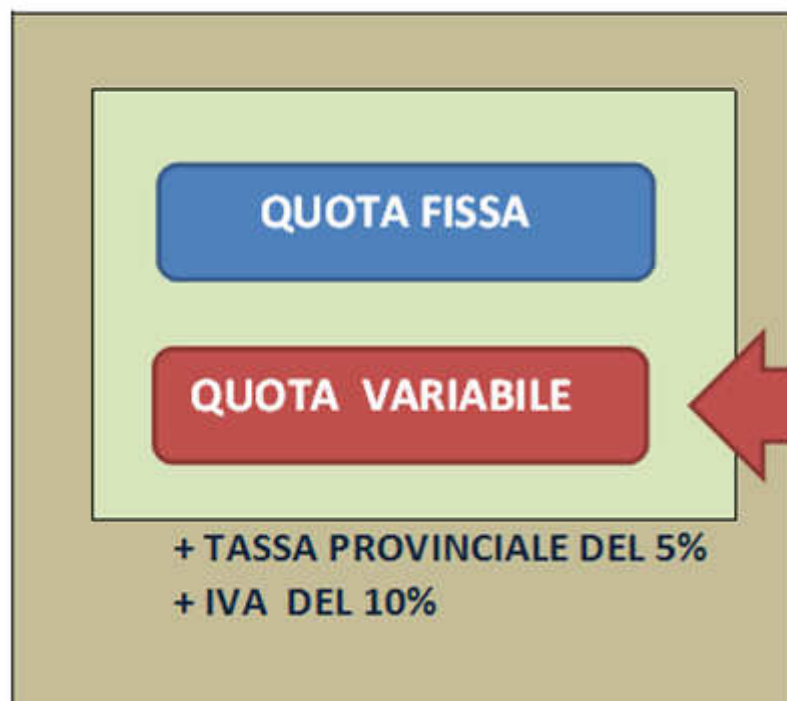 QUOTA FISSA
QUOTA VARIABILE
+ TASSA PROVINCIALE DEL 5%
+ IVA DEL 10%